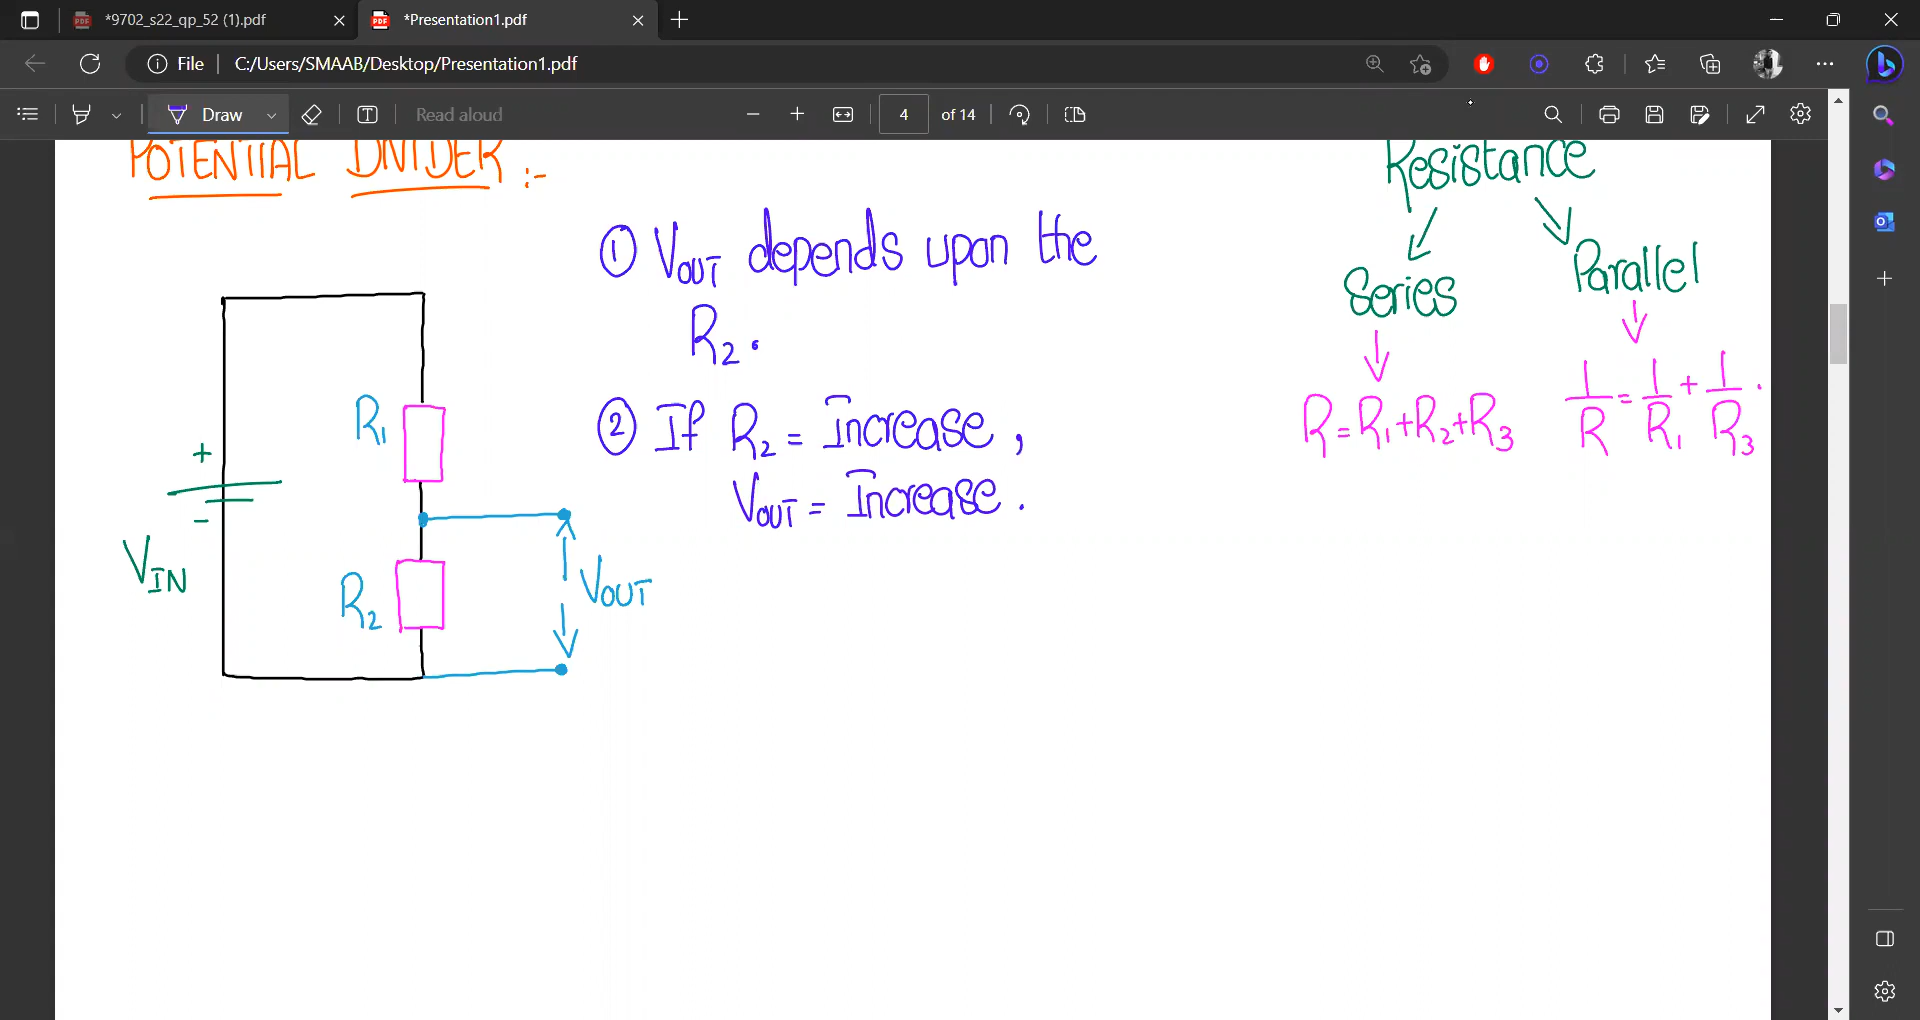 *9702_s22_qp_52 (1).pdf
*Presentation1.pdf
File
C:/Users/SMAAB/Desktop/Presentation1.pdf
Draw
Read aloud
4
of 14
POTENTIAL DIVIDER :-
① VOUT depends upon the
R2.
② If R2 = Increase,
VOUT = Increase.
R1
+
-
VIN
R2
VOUT
Resistance
Series
Parallel
R=R1+R2+R3
1/R = 1/R1 + 1/R3.